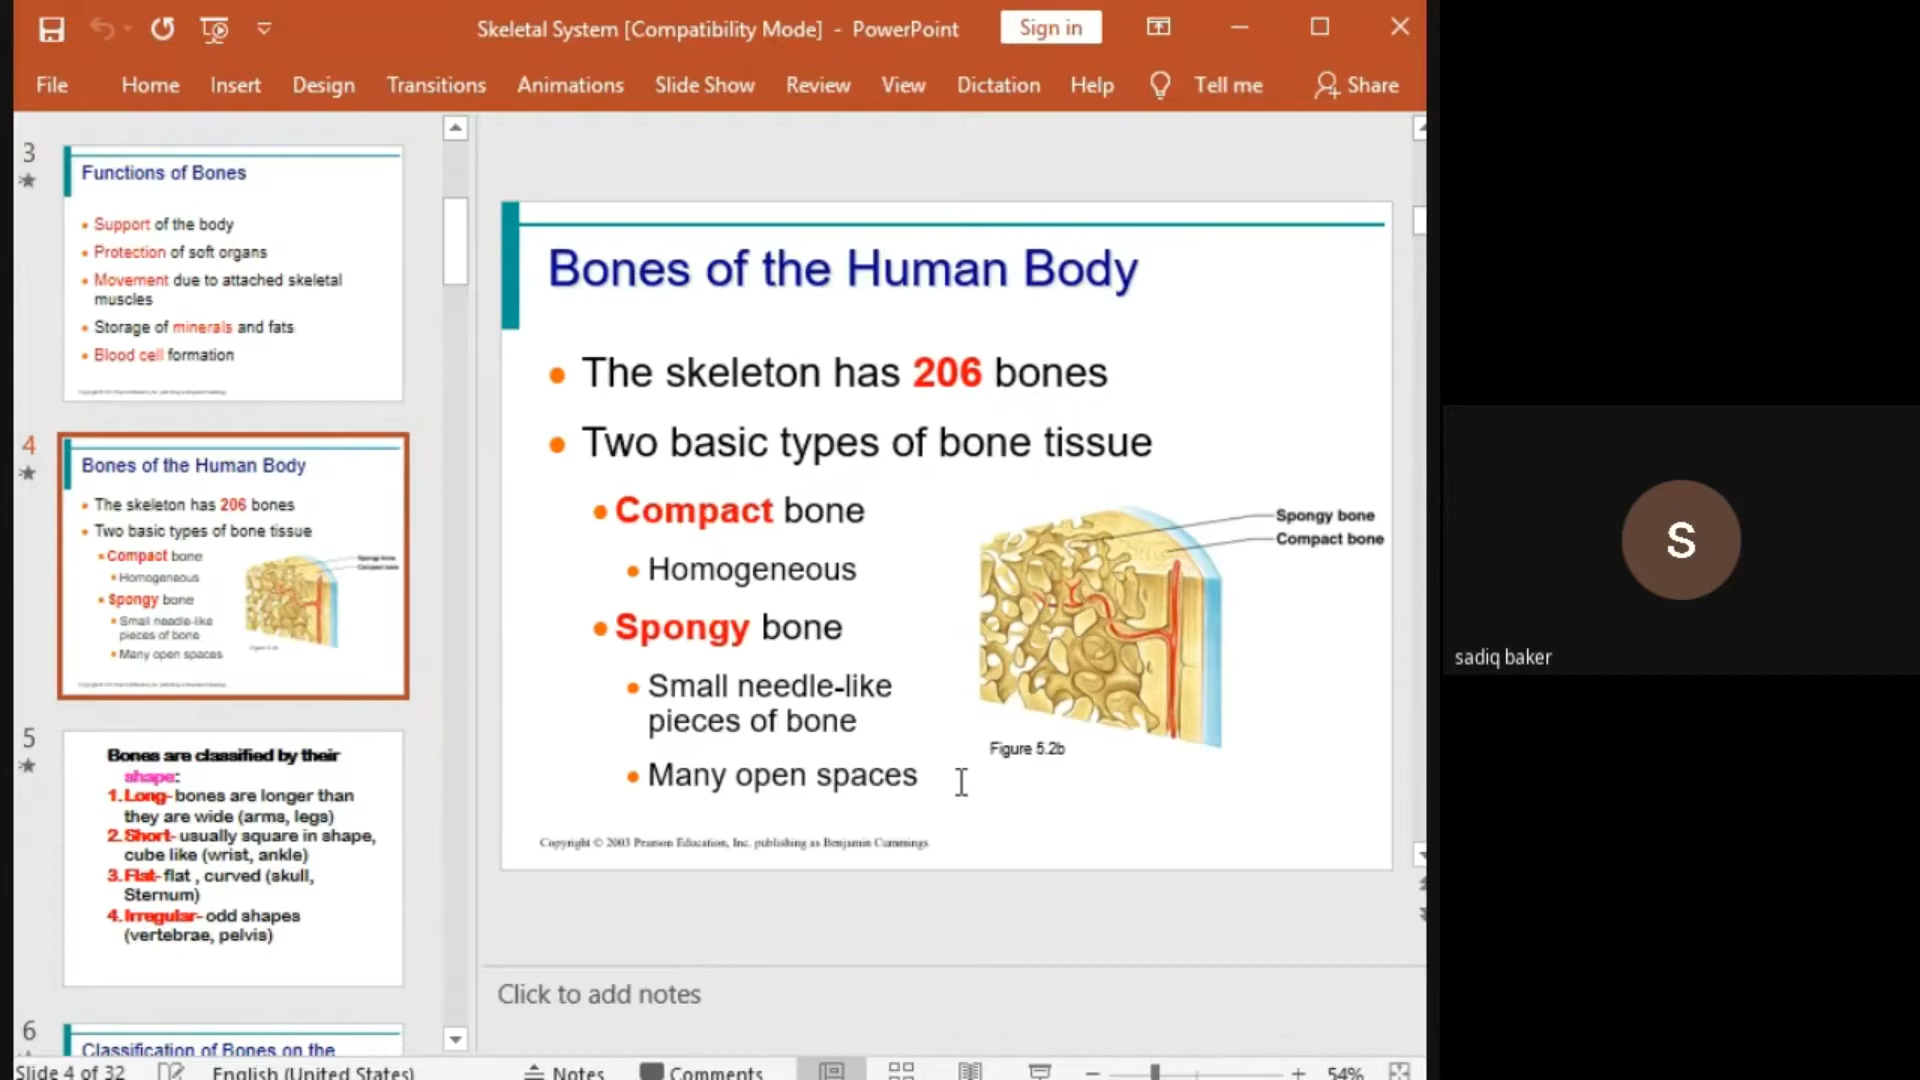 Skeletal System [Compatibility Mode] - PowerPoint
Sign in
File Home Insert Design Transitions Animations Slide Show Review View Dictation Help Tell me Share
3
Functions of Bones
• Support of the body
• Protection of soft organs
• Movement due to attached skeletal
muscles
• Storage of minerals and fats
• Blood cell formation
4
Bones of the Human Body
• The skeleton has 206 bones
• Two basic types of bone tissue
• Compact bone
• Homogeneous
• Spongy bone
• Small needle-like
pieces of bone
• Many open spaces
Spongy bone
Compact bone
5
Bones are classified by their
shape:
1. Long- bones are longer than
they are wide (arms, legs)
2. Short- usually square in shape,
cube like (wrist, ankle)
3. Flat- flat , curved (skull,
Sternum)
4. Irregular- odd shapes
(vertebrae, pelvis)
6
Classification of Bones on the
Bones of the Human Body
• The skeleton has 206 bones
• Two basic types of bone tissue
• Compact bone
• Homogeneous
• Spongy bone
• Small needle-like
pieces of bone
• Many open spaces
Spongy bone
Compact bone
Figure 5.2b
Copyright © 2003 Pearson Education, Inc. publishing as Benjamin Cummings
Click to add notes
Slide 4 of 32 English (United States) Notes Comments 54%
S
sadiq baker